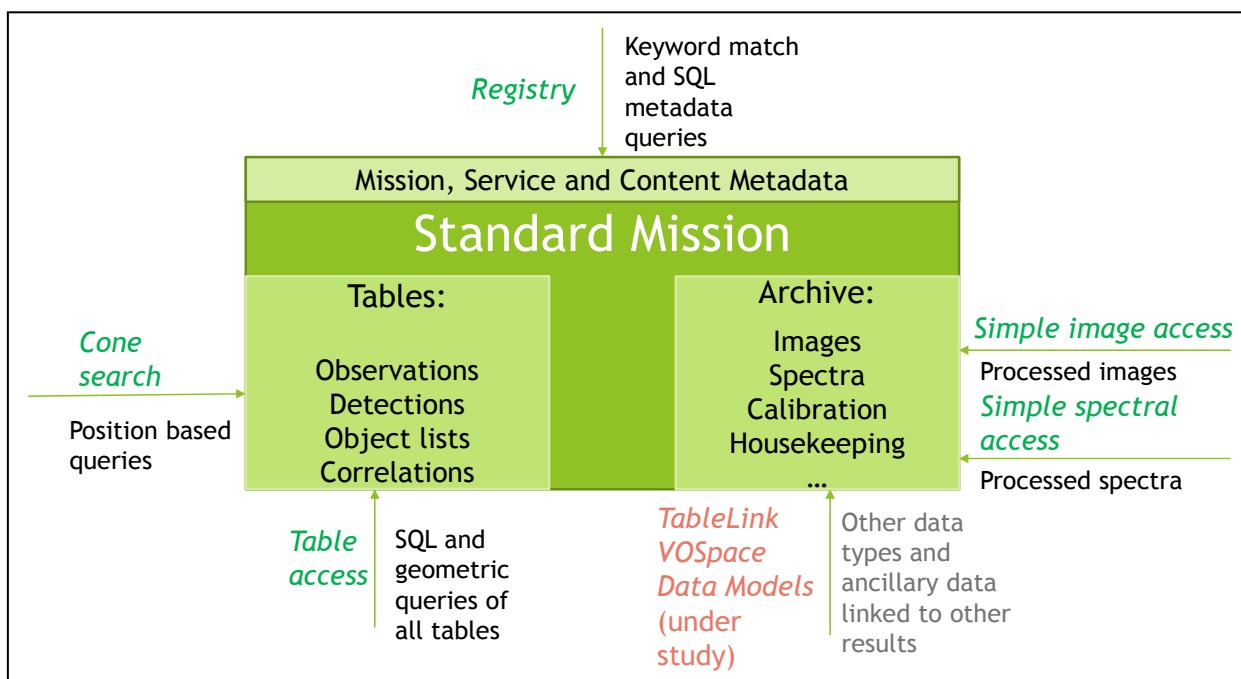 Registry
Keyword match
and SQL
metadata
queries
Mission, Service and Content Metadata
Standard Mission
Tables:
Observations
Detections
Object lists
Correlations
Archive:
Images
Spectra
Calibration
Housekeeping
...
Cone
search
Position based
queries
Simple image access
Processed images
Simple spectral
access
Processed spectra
Table
access
SQL and
geometric
queries of
all tables
TableLink
VOSpace
Data Models
(under
study)
Other data
types and
ancillary data
linked to other
results